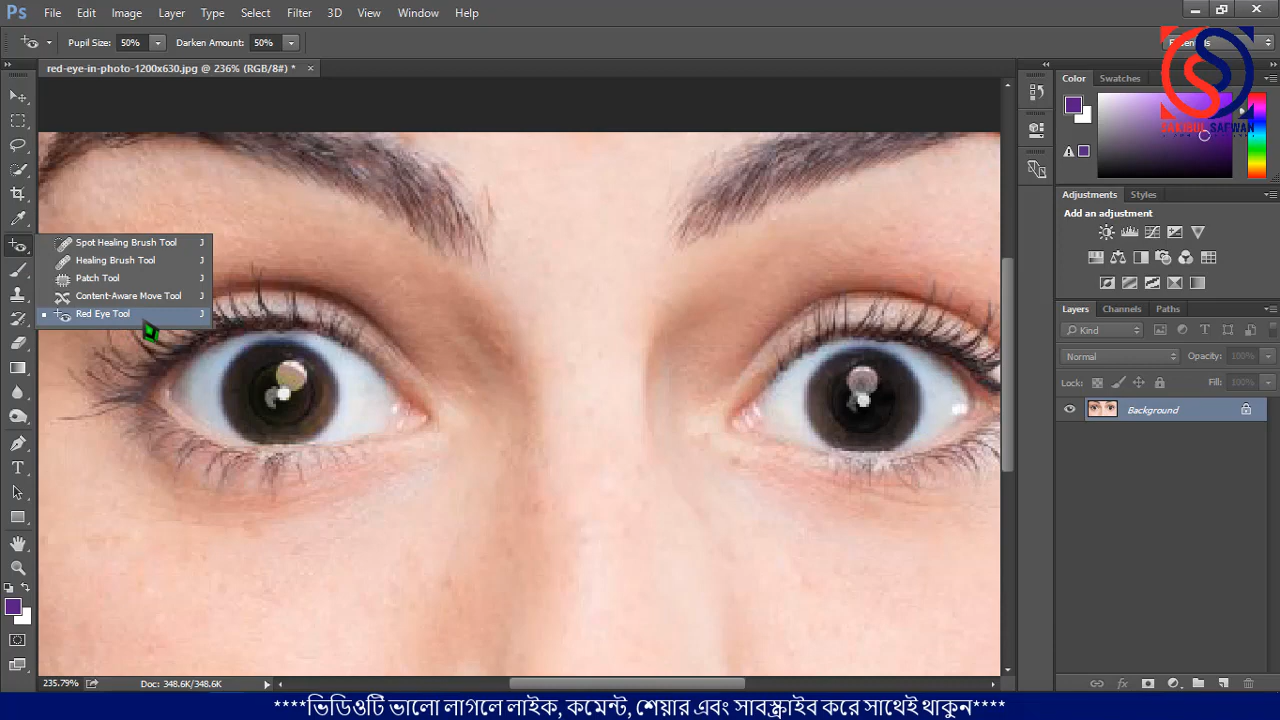 Ps File Edit Image Layer Type Select Filter 3D View Window Help
Pupil Size: 50% Darken Amount: 50%
red-eye-in-photo-1200x630.jpg @ 236% (RGB/8#) *
Spot Healing Brush Tool J
Healing Brush Tool J
Patch Tool J
Content-Aware Move Tool J
Red Eye Tool J
Color Swatches
SAKIBUL SAFWAN
Adjustments Styles
Add an adjustment
Layers Channels Paths
Kind
Normal Opacity: 100%
Lock: Fill: 100%
Background
235.79% Doc: 348.6K/348.6K
****ভিডিওটি ভালো লাগলে লাইক, কমেন্ট, শেয়ার এবং সাবস্ক্রাইব করে সাথেই থাকুন****